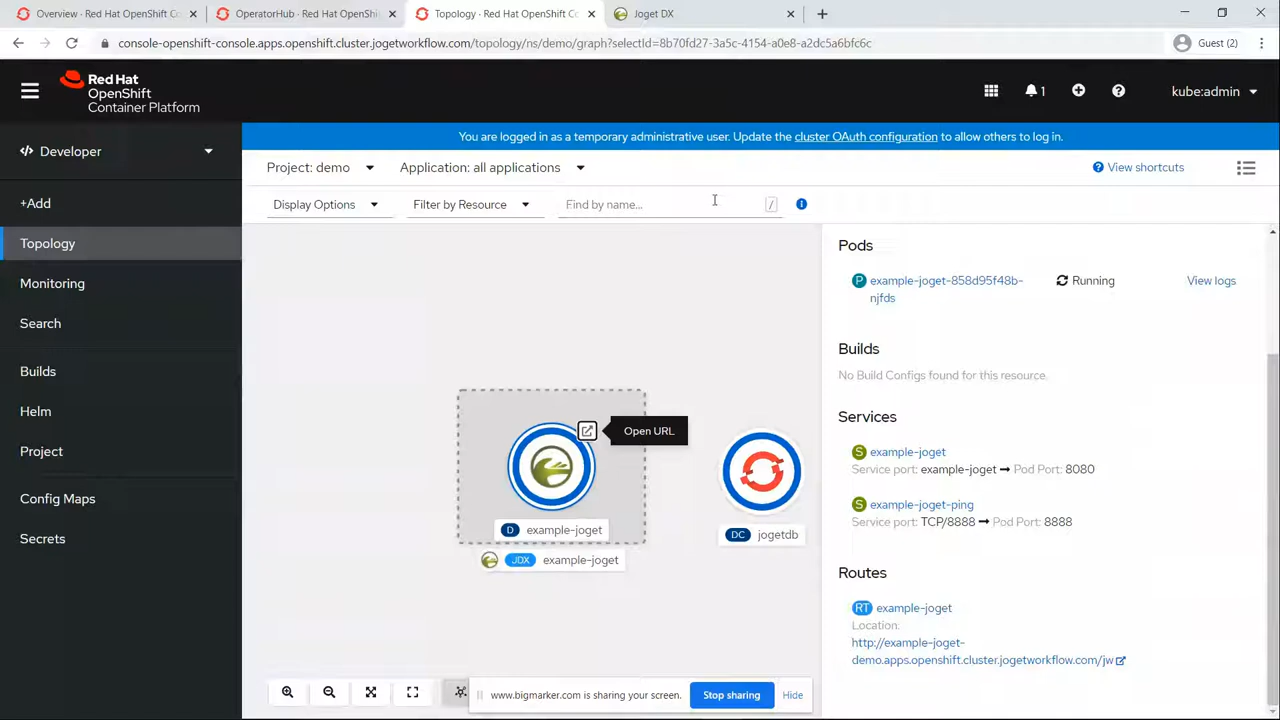 Overview - Red Hat OpenShift Co
OperatorHub - Red Hat OpenShi
Topology - Red Hat OpenShift Co
Joget DX
console-openshift-console.apps.openshift.cluster.jogetworkflow.com/topology/ns/demo/graph?selectId=8b70fd27-3a5c-4154-a0e8-a2dc5a6bfc6c
Guest (2)
Red Hat
OpenShift
Container Platform
1
kube:admin
You are logged in as a temporary administrative user. Update the cluster OAuth configuration to allow others to log in.
</> Developer
+Add
Topology
Monitoring
Search
Builds
Helm
Project
Config Maps
Secrets
Project: demo
Application: all applications
View shortcuts
Display Options
Filter by Resource
Find by name...
/
Open URL
D example-joget
JDX example-joget
DC jogetdb
Pods
P example-joget-858d95f48b-
njfds
Running
View logs
Builds
No Build Configs found for this resource.
Services
S example-joget
Service port: example-joget → Pod Port: 8080
S example-joget-ping
Service port: TCP/8888 → Pod Port: 8888
Routes
RT example-joget
Location:
http://example-joget-
demo.apps.openshift.cluster.jogetworkflow.com/jw
www.bigmarker.com is sharing your screen.
Stop sharing
Hide